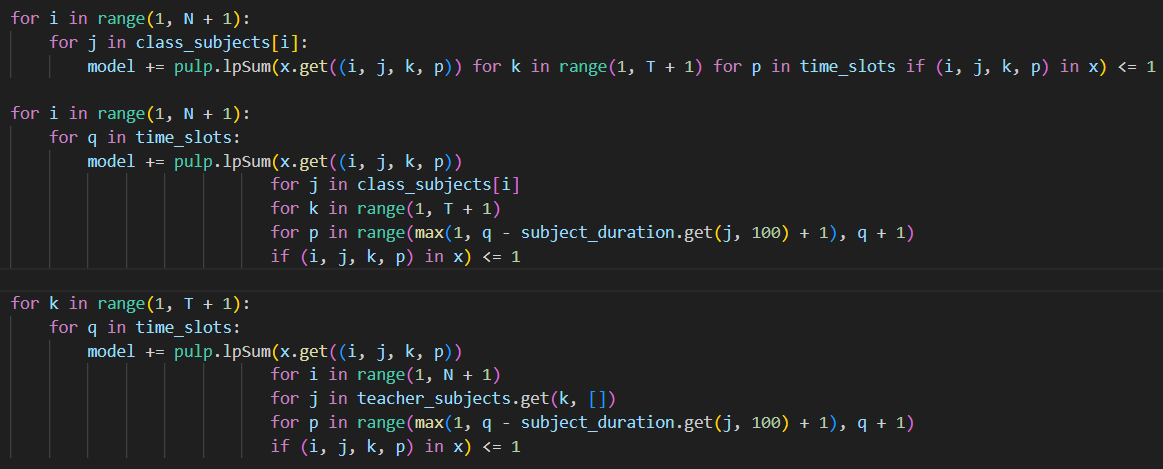 for i in range(1, N + 1):
    for j in class_subjects[i]:
        model += pulp.lpSum(x.get((i, j, k, p)) for k in range(1, T + 1) for p in time_slots if (i, j, k, p) in x) <= 1
for i in range(1, N + 1):
    for q in time_slots:
        model += pulp.lpSum(x.get((i, j, k, p))
                           for j in class_subjects[i]
                           for k in range(1, T + 1)
                           for p in range(max(1, q - subject_duration.get(j, 100) + 1), q + 1)
                           if (i, j, k, p) in x) <= 1
for k in range(1, T + 1):
    for q in time_slots:
        model += pulp.lpSum(x.get((i, j, k, p))
                           for i in range(1, N + 1)
                           for j in teacher_subjects.get(k, [])
                           for p in range(max(1, q - subject_duration.get(j, 100) + 1), q + 1)
                           if (i, j, k, p) in x) <= 1